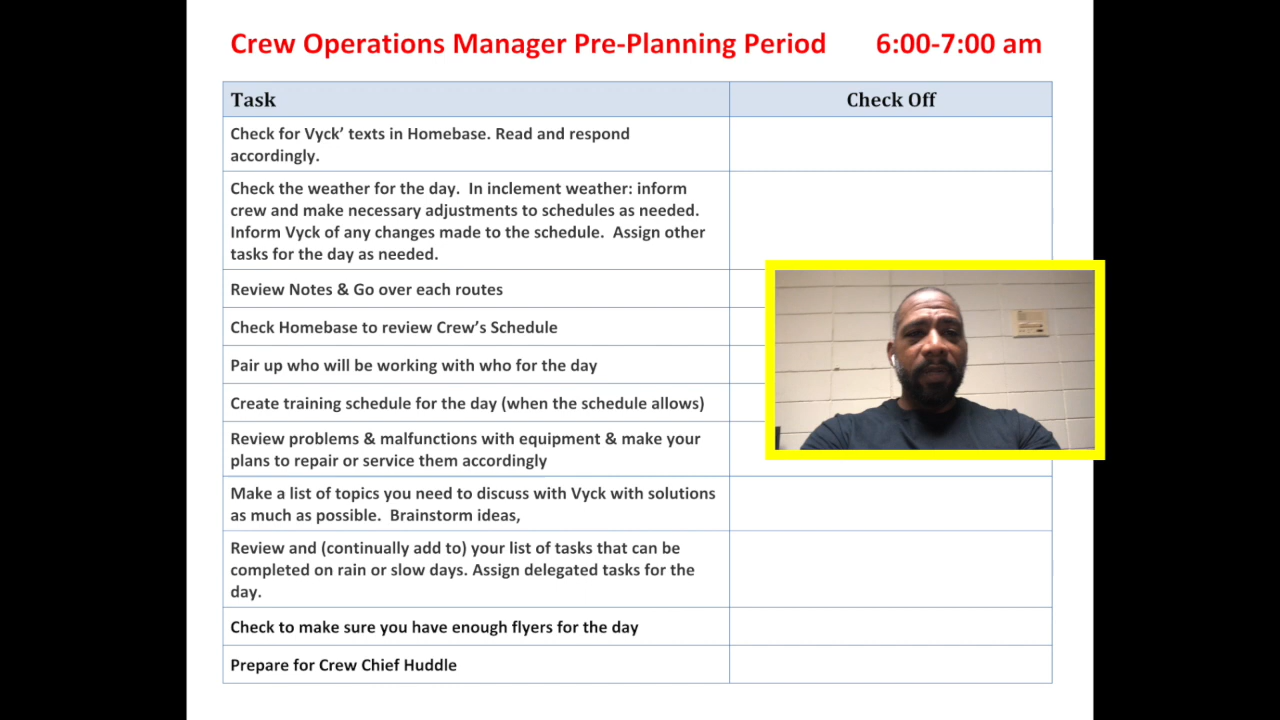 Crew Operations Manager Pre-Planning Period 6:00-7:00 am
Task Check Off
Check for Vyck’ texts in Homebase. Read and respond
accordingly.
Check the weather for the day. In inclement weather: inform
crew and make necessary adjustments to schedules as needed.
Inform Vyck of any changes made to the schedule. Assign other
tasks for the day as needed.
Review Notes & Go over each routes
Check Homebase to review Crew’s Schedule
Pair up who will be working with who for the day
Create training schedule for the day (when the schedule allows)
Review problems & malfunctions with equipment & make your
plans to repair or service them accordingly
Make a list of topics you need to discuss with Vyck with solutions
as much as possible. Brainstorm ideas,
Review and (continually add to) your list of tasks that can be
completed on rain or slow days. Assign delegated tasks for the
day.
Check to make sure you have enough flyers for the day
Prepare for Crew Chief Huddle